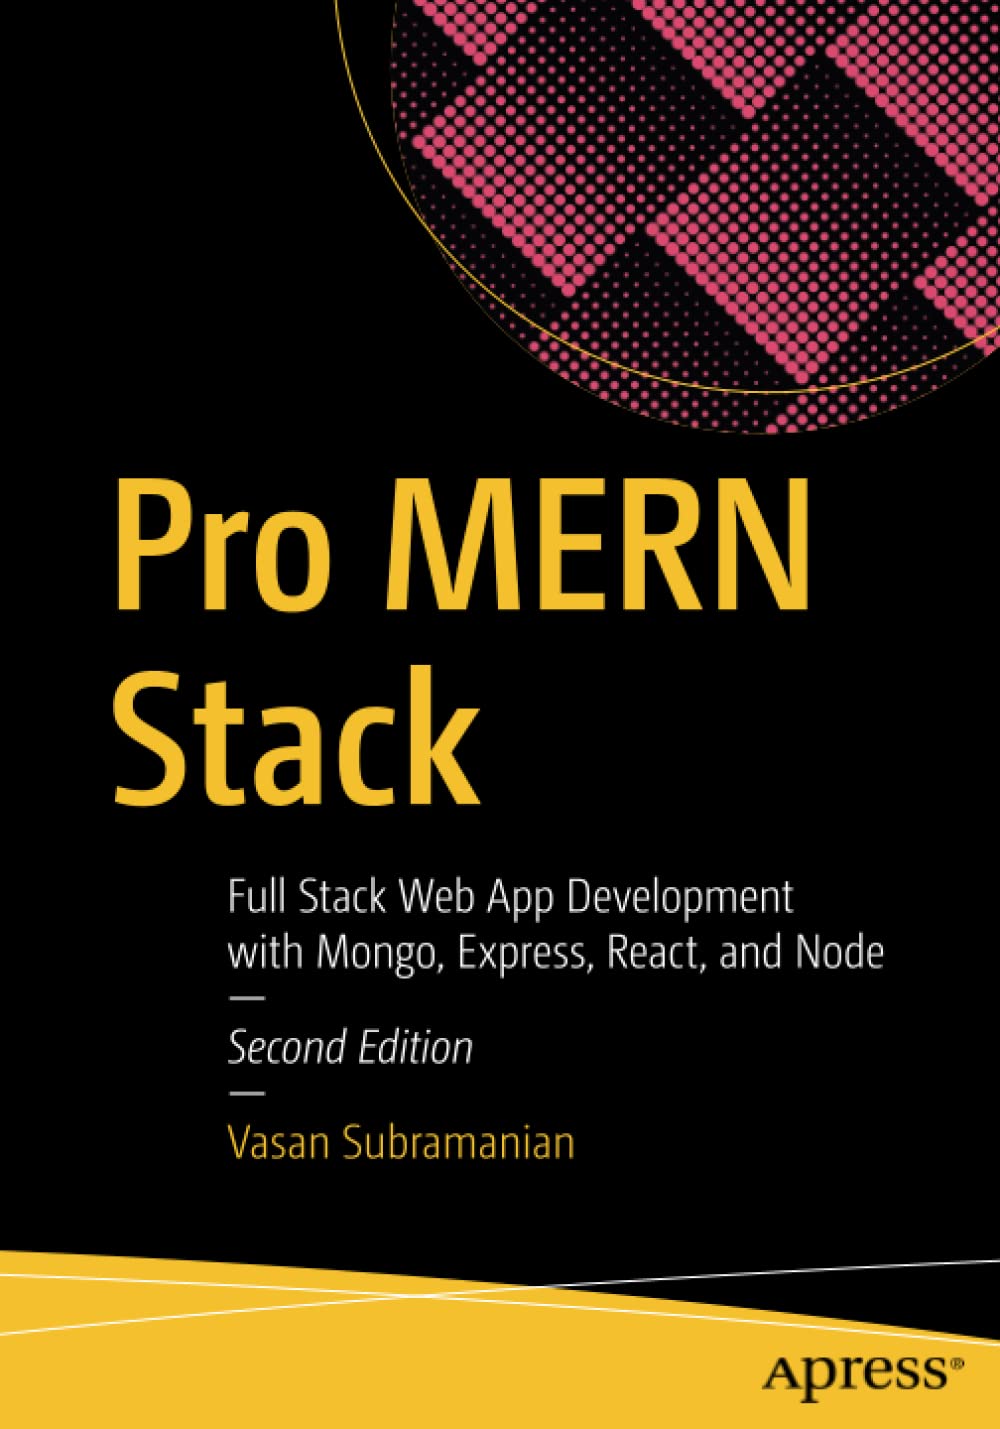 Pro MERN
Stack
Full Stack Web App Development
with Mongo, Express, React, and Node
—
Second Edition
—
Vasan Subramanian
Apress®